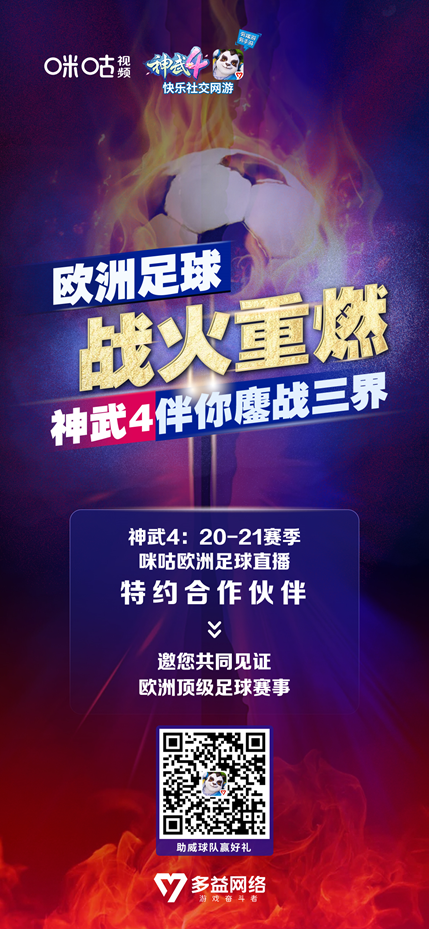 咪咕视频
神武4
快乐社交网游
欧洲足球
战火重燃
神武4伴你鏖战三界
神武4：20-21赛季
咪咕欧洲足球直播
特约合作伙伴
邀您共同见证
欧洲顶级足球赛事
助威球队赢好礼
多益网络
游戏奋斗者